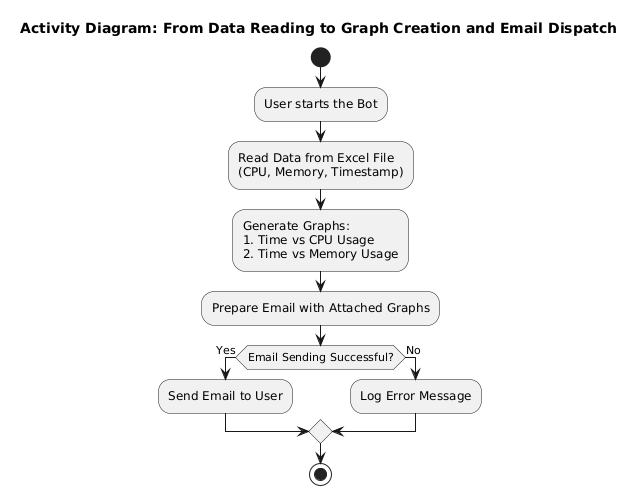 Activity Diagram: From Data Reading to Graph Creation and Email Dispatch
User starts the Bot
Read Data from Excel File
(CPU, Memory, Timestamp)
Generate Graphs:
1. Time vs CPU Usage
2. Time vs Memory Usage
Prepare Email with Attached Graphs
Email Sending Successful?
Yes
No
Send Email to User
Log Error Message